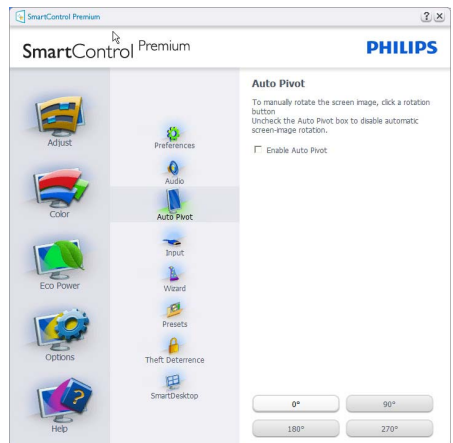 SmartControl Premium
SmartControl Premium
PHILIPS
Adjust
Color
Eco Power
Options
Help
Preferences
Audio
Auto Pivot
Input
Wizard
Presets
Theft Deterrence
SmartDesktop
Auto Pivot
To manually rotate the screen image, click a rotation
button
Uncheck the Auto Pivot box to disable automatic
screen-image rotation.
Enable Auto Pivot
0°
90°
180°
270°